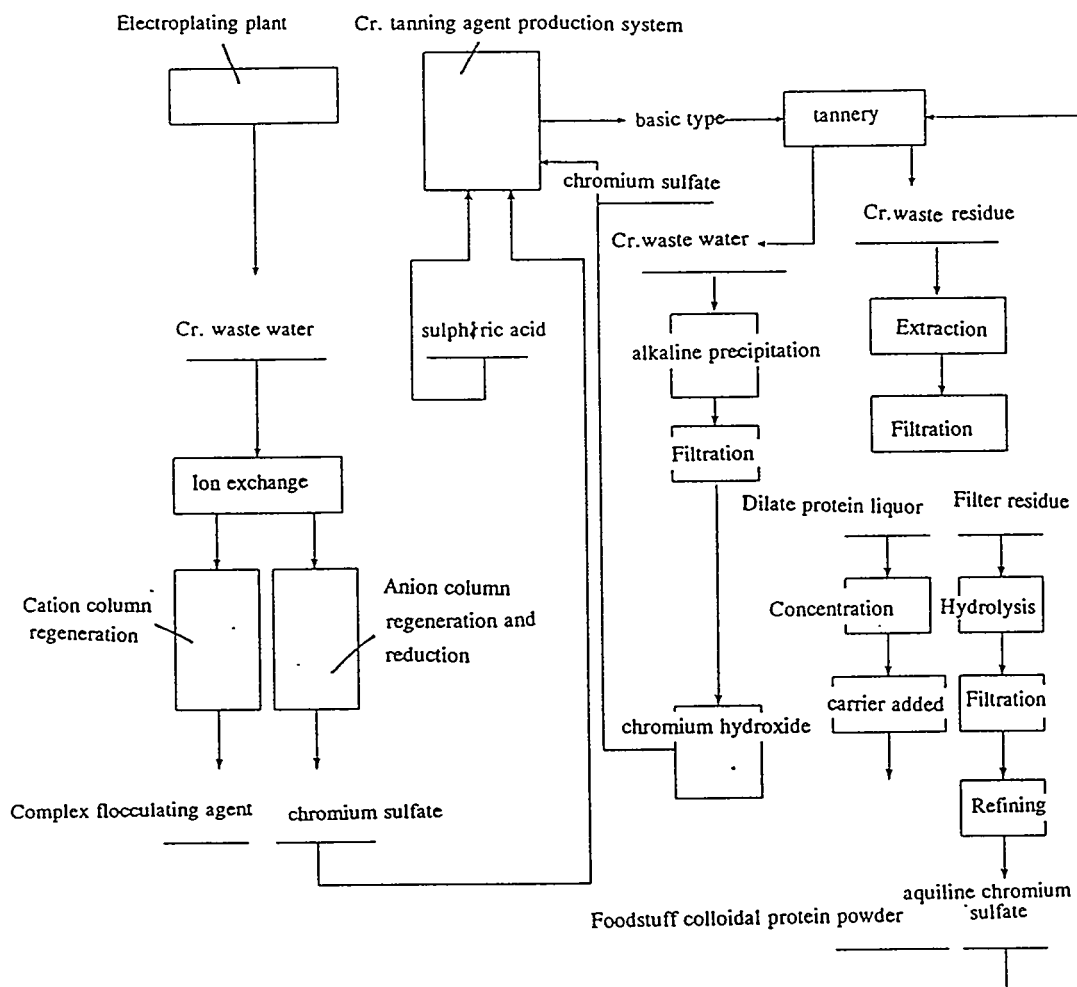 Electroplating plant
Cr. tanning agent production system
basic type
tannery
chromium sulfate
Cr.waste water
Cr.waste residue
Cr. waste water
sulphuric acid
alkaline precipitation
Extraction
Filtration
Filtration
Ion exchange
Dilate protein liquor
Filter residue
Cation column
regeneration
Anion column
regeneration and
reduction
Concentration
Hydrolysis
carrier added
Filtration
chromium hydroxide
Complex flocculating agent
chromium sulfate
Refining
aquiline chromium
sulfate
Foodstuff colloidal protein powder